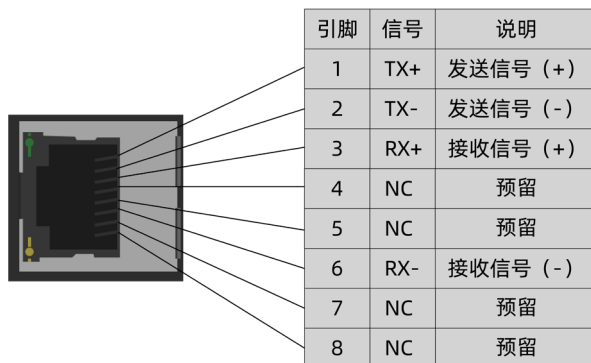 引脚 信号 说明
1 TX+ 发送信号（+）
2 TX- 发送信号（-）
3 RX+ 接收信号（+）
4 NC 预留
5 NC 预留
6 RX- 接收信号（-）
7 NC 预留
8 NC 预留